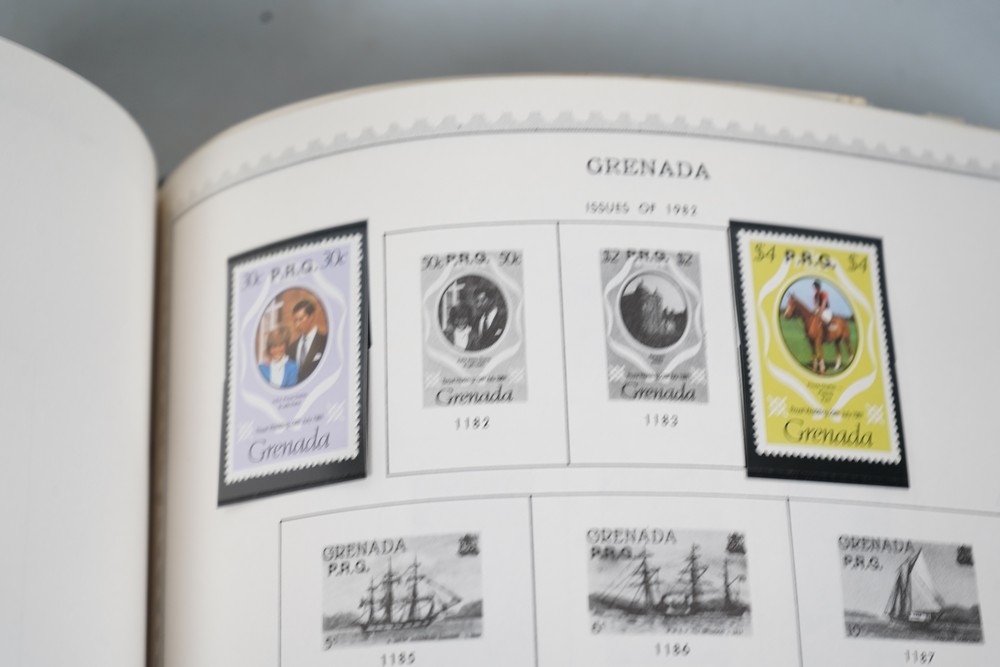 GRENADA
ISSUES OF 1982
30c P.R.G. 30c
Grenada
50c P.R.G. 50c
Grenada
1182
$2 P.R.G. $2
Grenada
1183
$4 P.R.G. $4
Grenada
GRENADA
P.R.G.
5c
1185
GRENADA
P.R.G.
1186
GRENADA
P.R.G.
1187